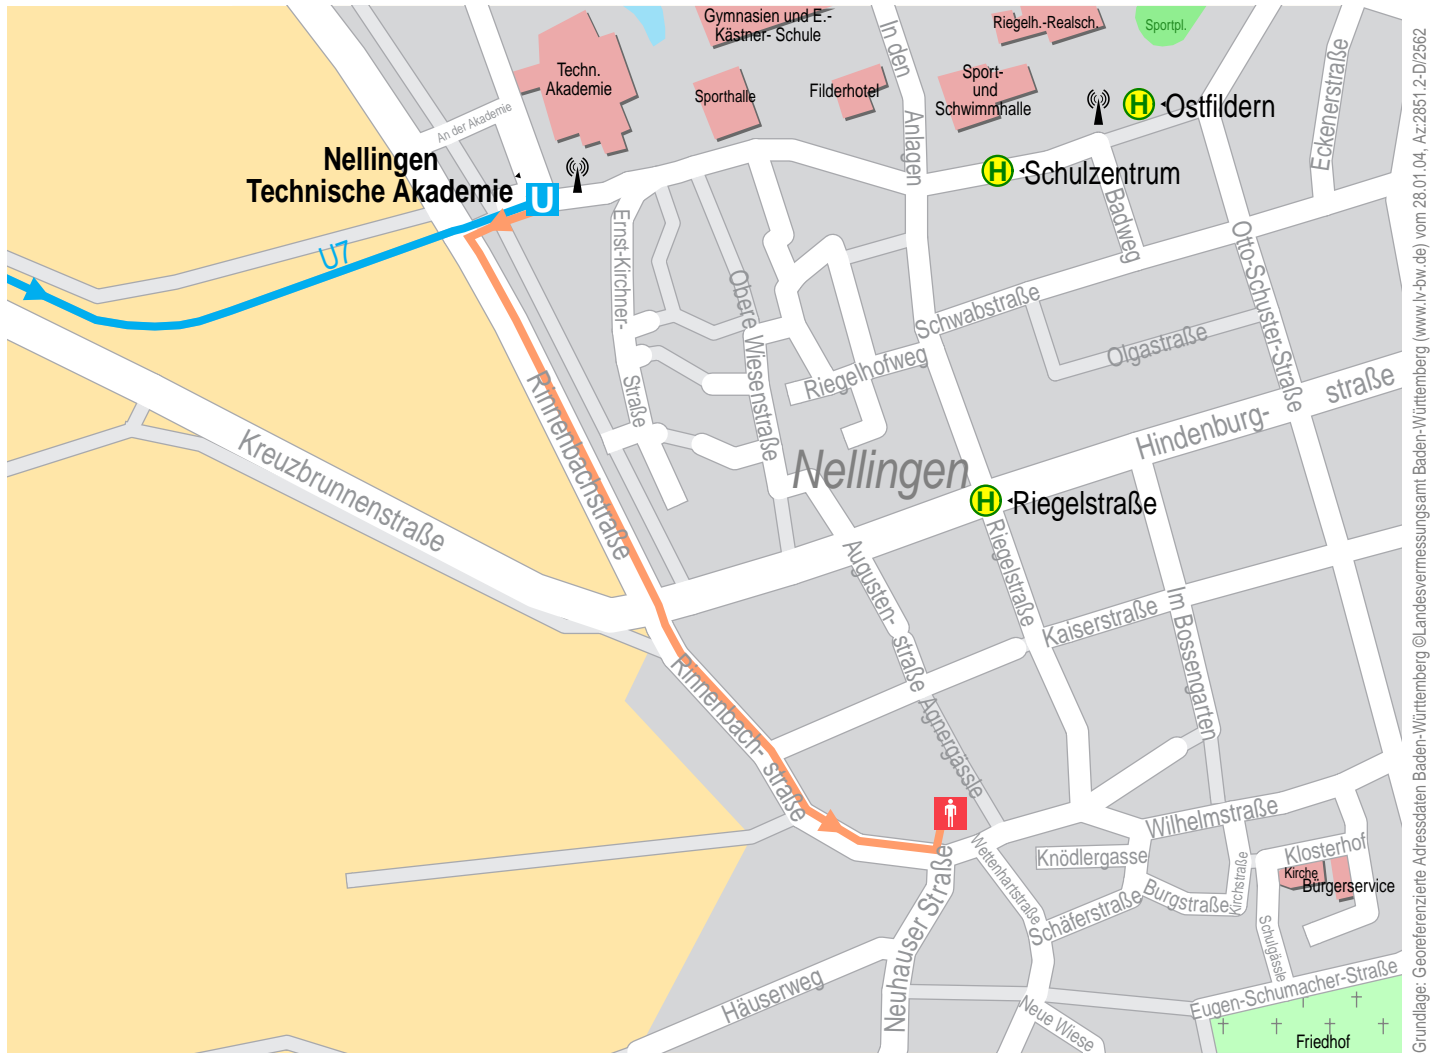 Gymnasien und E.-
Kästner- Schule
In den
Anlagen
Riegelh.-Realsch.
Sportpl.
Techn.
Akademie
Sporthalle
Filderhotel
Sport-
und
Schwimmhalle
H
Ostfildern
Eckenerstraße
An der Akademie
Nellingen
Technische Akademie
U
H
Schulzentrum
Badweg
U7
Ernst-Kirchner-
Straße
Obere Wiesenstraße
Otto-Schuster-Straße
Schwabstraße
Olgastraße
Riegelhofweg
Rinnenbachstraße
Kreuzbrunnenstraße
Hindenburg-
straße
Nellingen
H
Riegelstraße
Riegelstraße
Augusten-
straße
Kaiserstraße
Im Bossengarten
Agnergässle
Rinnenbach-
straße
Wilhelmstraße
Knödlergasse
Klosterhof
Kirche
Bürgerservice
Burgstraße
Kirchstraße
Wettenhartstraße
Schäferstraße
Schulgässle
Neuhauser Straße
Häuserweg
Neue Wiese
Eugen-Schumacher-Straße
Friedhof
Grundlage: Georeferenzierte Adressdaten Baden-Württemberg ©Landesvermessungsamt Baden-Württemberg (www.lv-bw.de) vom 28.01.04, Az:2851.2-D/2562